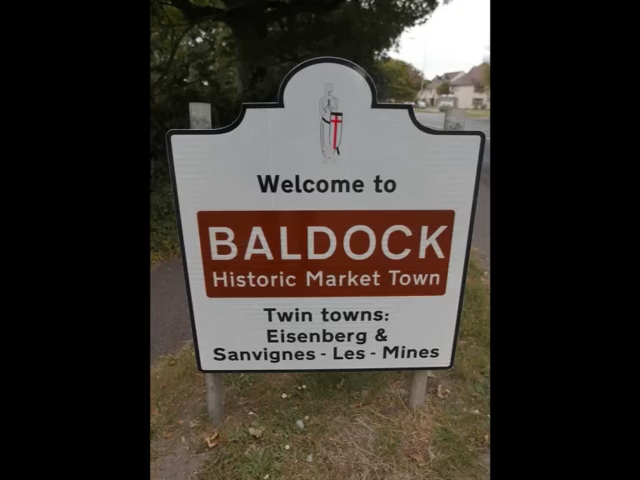 Welcome to
BALDOCK
Historic Market Town
Twin towns:
Eisenberg &
Sanvignes - Les - Mines